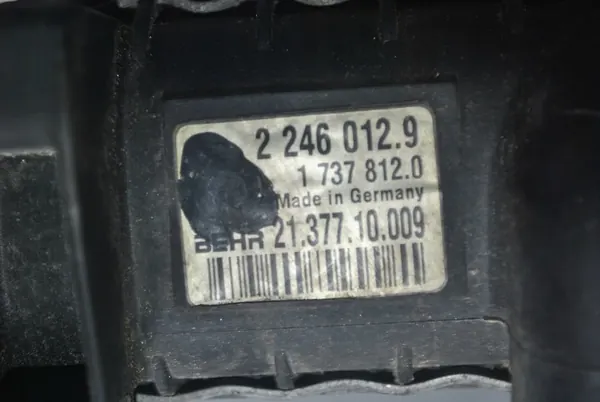 2 246 012.9
1 737 812.0
Made in Germany
BEHR 21.377.10.009